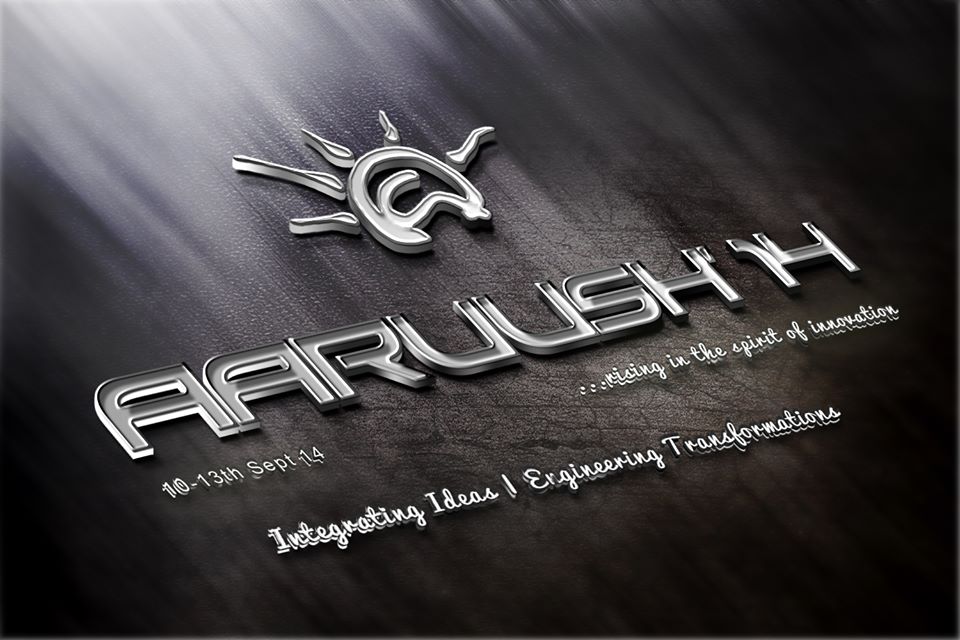 AARUUSH'14
...rising in the spirit of innovation
10-13th Sept 14
Integrating Ideas | Engineering Transformations